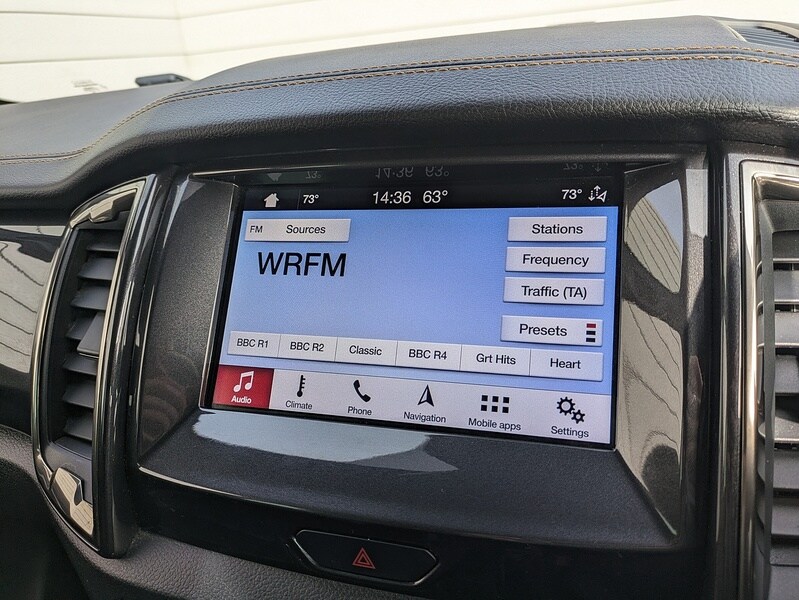 73° 14:36 63° 73°
FM Sources
WRFM
Stations
Frequency
Traffic (TA)
Presets
BBC R1 BBC R2 Classic BBC R4 Grt Hits Heart
Audio Climate Phone Navigation Mobile apps Settings